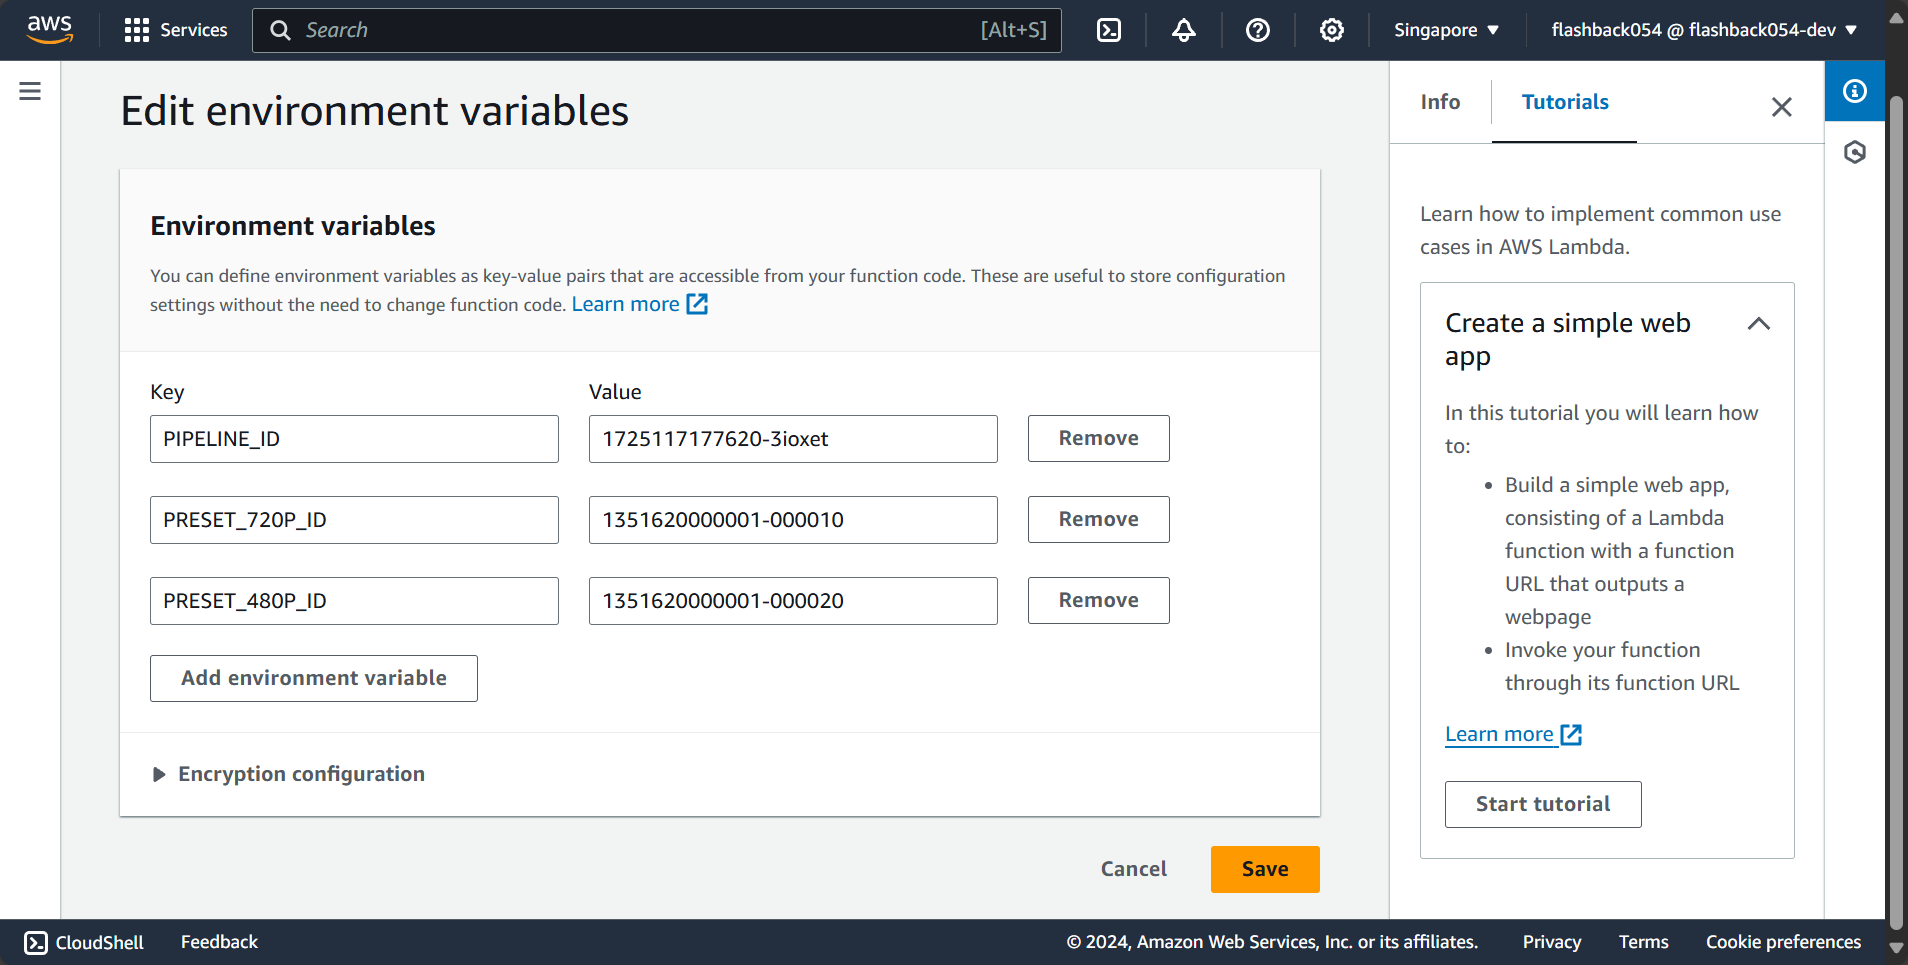 aws
Services
Search
[Alt+S]
Singapore ▼
flashback054 @ flashback054-dev ▼
Edit environment variables
Environment variables
You can define environment variables as key-value pairs that are accessible from your function code. These are useful to store configuration
settings without the need to change function code. Learn more
Key
Value
PIPELINE_ID
1725117177620-3ioxet
Remove
PRESET_720P_ID
1351620000001-000010
Remove
PRESET_480P_ID
1351620000001-000020
Remove
Add environment variable
Encryption configuration
Cancel
Save
Info
Tutorials
Learn how to implement common use
cases in AWS Lambda.
Create a simple web
app
In this tutorial you will learn how
to:
• Build a simple web app,
consisting of a Lambda
function with a function
URL that outputs a
webpage
• Invoke your function
through its function URL
Learn more
Start tutorial
CloudShell
Feedback
© 2024, Amazon Web Services, Inc. or its affiliates.
Privacy
Terms
Cookie preferences